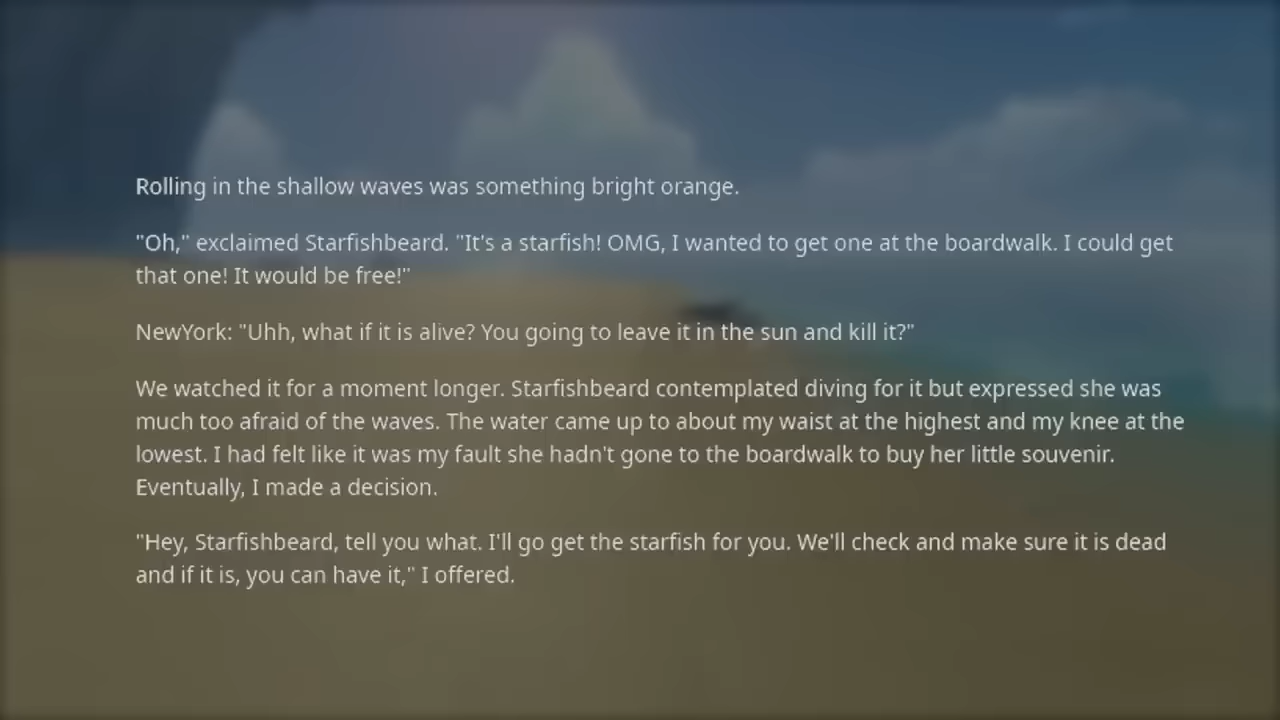 Rolling in the shallow waves was something bright orange.
"Oh," exclaimed Starfishbeard. "It's a starfish! OMG, I wanted to get one at the boardwalk. I could get
that one! It would be free!"
NewYork: "Uhh, what if it is alive? You going to leave it in the sun and kill it?"
We watched it for a moment longer. Starfishbeard contemplated diving for it but expressed she was
much too afraid of the waves. The water came up to about my waist at the highest and my knee at the
lowest. I had felt like it was my fault she hadn't gone to the boardwalk to buy her little souvenir.
Eventually, I made a decision.
"Hey, Starfishbeard, tell you what. I'll go get the starfish for you. We'll check and make sure it is dead
and if it is, you can have it," I offered.